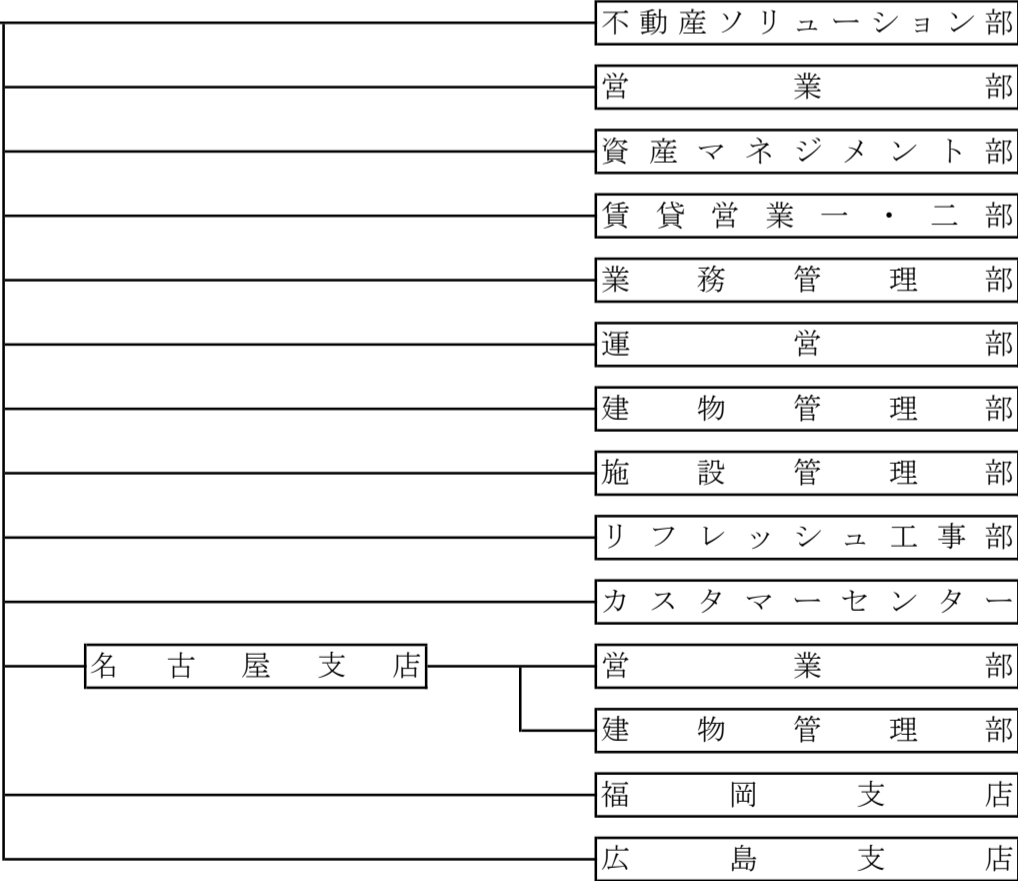 不動産ソリューション部
営業部
資産マネジメント部
賃貸営業一・二部
業務管理部
運営部
建物管理部
施設管理部
リフレッシュ工事部
カスタマーセンター
名古屋支店 営業部
建物管理部
福岡支店
広島支店